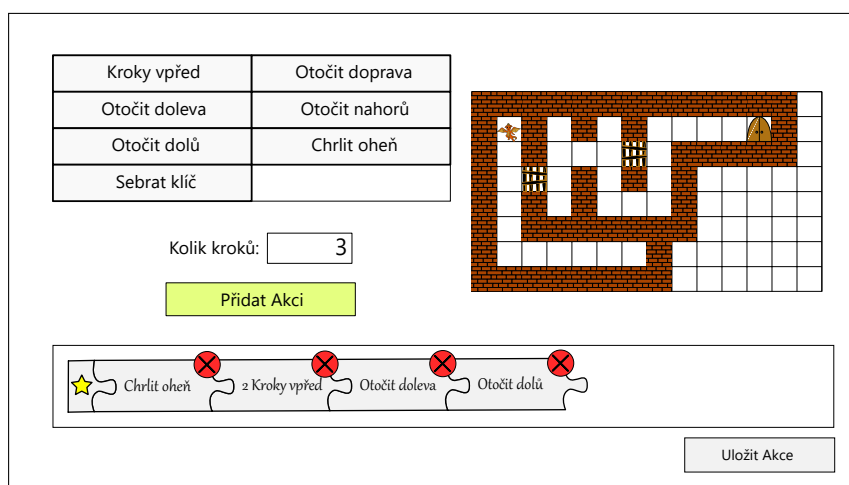 Kroky vpřed
Otočit doprava
Otočit doleva
Otočit nahorů
Otočit dolů
Chrlit oheň
Sebrat klíč
Kolik kroků: 3
Přidat Akci
Chrlit oheň
2 Kroky vpřed
Otočit doleva
Otočit dolů
Uložit Akce